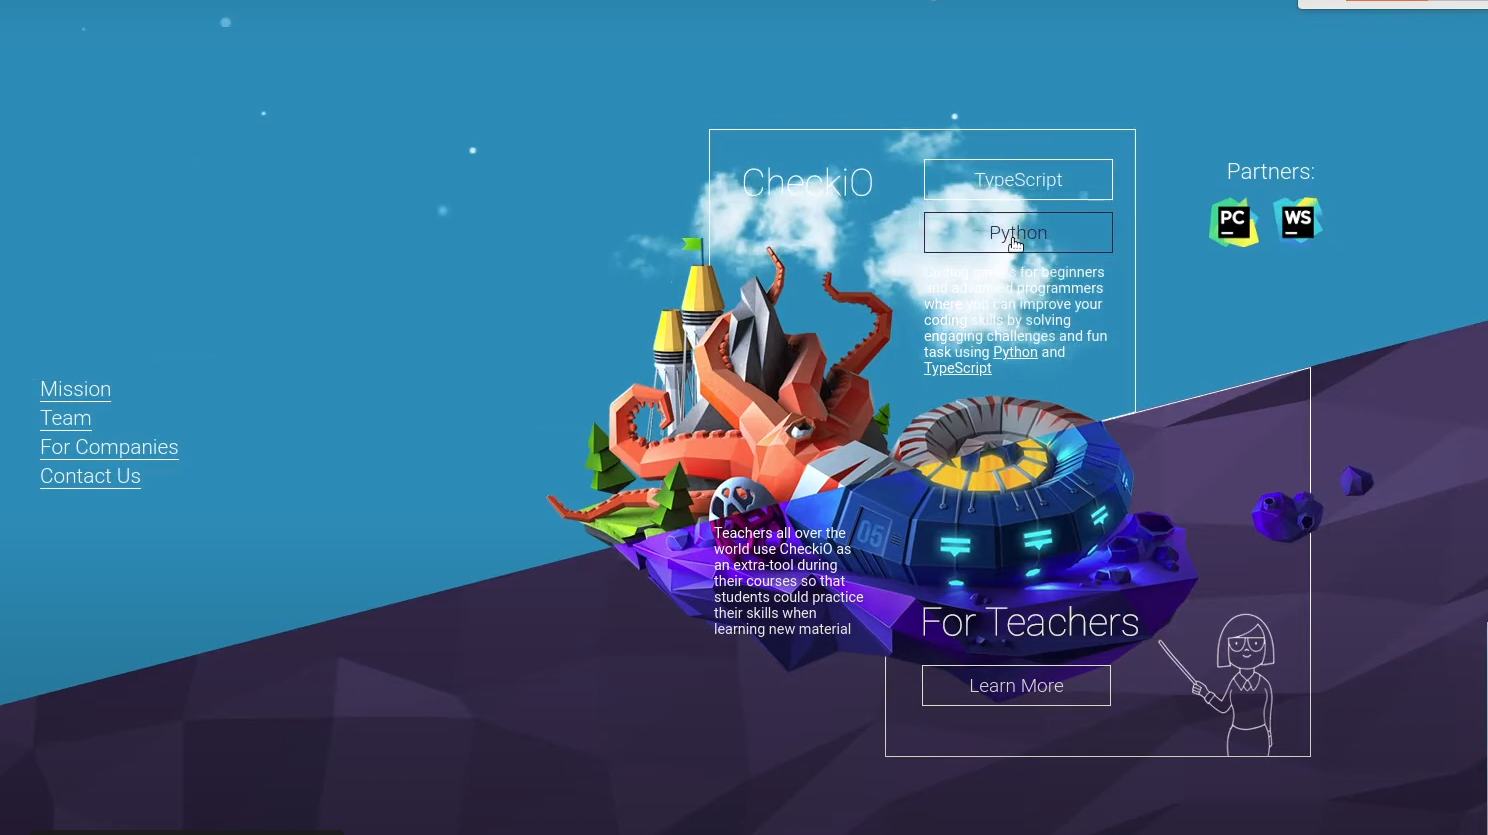 CheckiO
TypeScript
Python
Coding games for beginners
and advanced programmers
where you can improve your
coding skills by solving
engaging challenges and fun
task using Python and
TypeScript
Partners:
PC
WS
Mission
Team
For Companies
Contact Us
05
Teachers all over the
world use CheckiO as
an extra-tool during
their courses so that
students could practice
their skills when
learning new material
For Teachers
Learn More